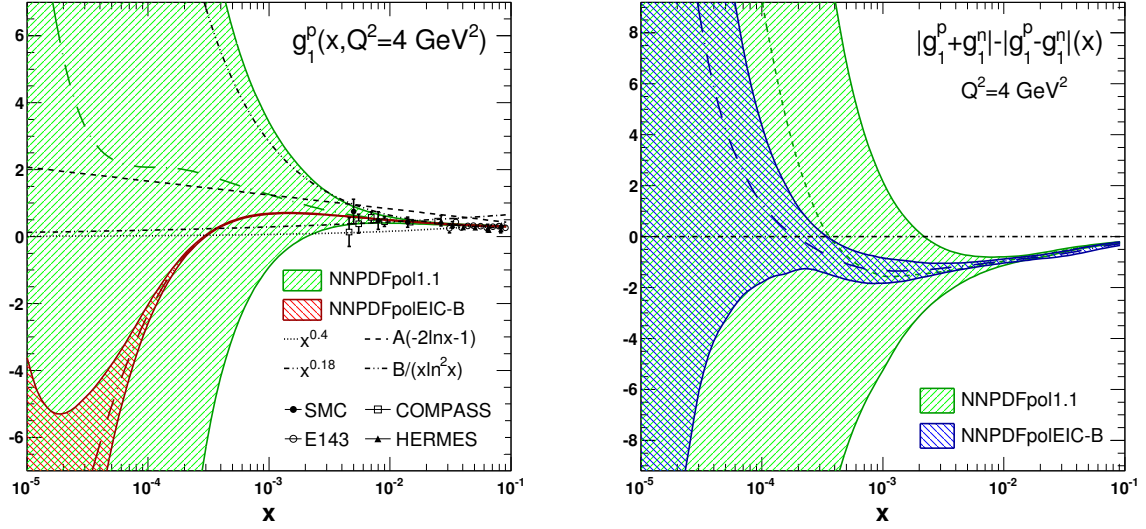 g₁ᵖ(x,Q²=4 GeV²)
6
4
2
0
-2
-4
-6
NNPDFpol1.1
NNPDFpolEIC-B
x^0.4
A(-2lnx-1)
x^0.18
B/(xln²x)
SMC
COMPASS
E143
HERMES
10⁻⁵
10⁻⁴
10⁻³
10⁻²
10⁻¹
x
|g₁ᵖ+g₁ⁿ|-|g₁ᵖ-g₁ⁿ|(x)
Q²=4 GeV²
8
6
4
2
0
-2
-4
-6
-8
NNPDFpol1.1
NNPDFpolEIC-B
10⁻⁵
10⁻⁴
10⁻³
10⁻²
10⁻¹
x